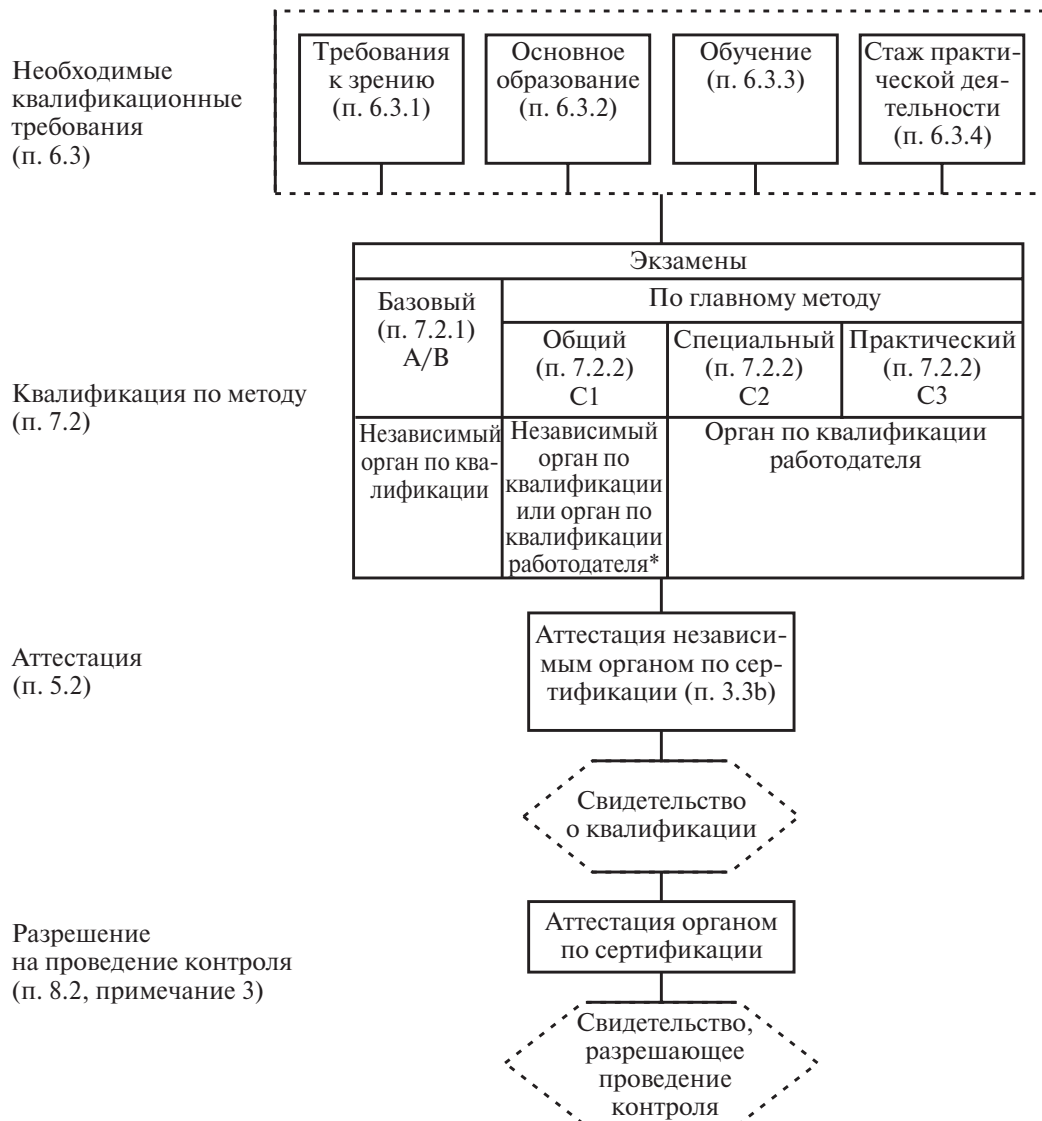 Необходимые
квалификационные
требования
(п. 6.3)
Требования
к зрению
(п. 6.3.1)
Основное
образование
(п. 6.3.2)
Обучение
(п. 6.3.3)
Стаж практи-
ческой дея-
тельности
(п. 6.3.4)
Квалификация по методу
(п. 7.2)
Экзамены
Базовый
(п. 7.2.1)
A/B
По главному методу
Общий
(п. 7.2.2)
C1
Специальный
(п. 7.2.2)
C2
Практический
(п. 7.2.2)
C3
Независимый
орган по ква-
лификации
Независимый
орган по
квалификации
или орган по
квалификации
работодателя*
Орган по квалификации
работодателя
Аттестация
(п. 5.2)
Аттестация независи-
мым органом по сер-
тификации (п. 3.3b)
Свидетельство
о квалификации
Разрешение
на проведение контроля
(п. 8.2, примечание 3)
Аттестация органом
по сертификации
Свидетельство,
разрешающее
проведение
контроля